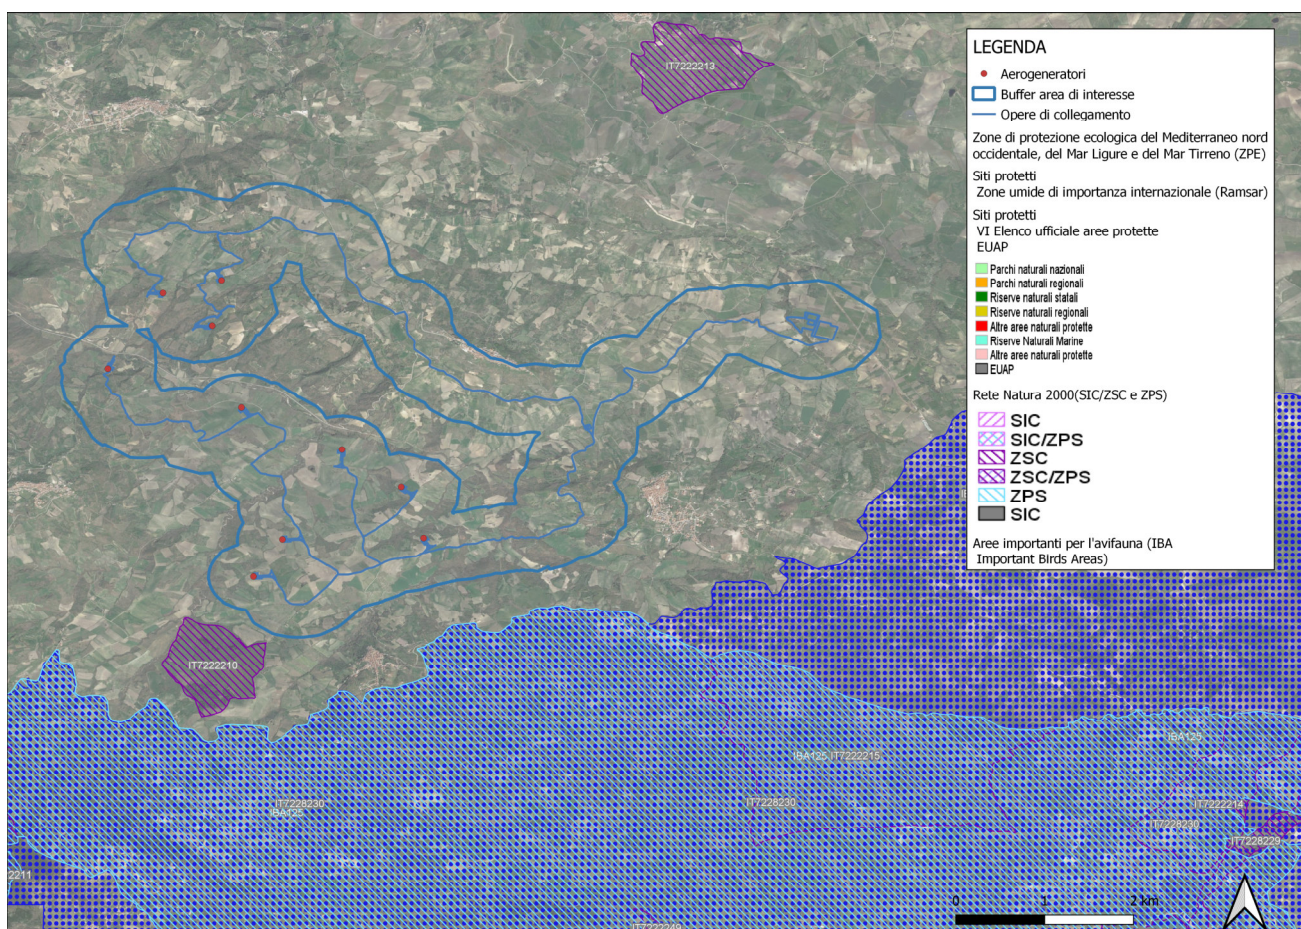 IT7222213
IT7222210
LEGENDA
Aerogeneratori
Buffer area di interesse
Opere di collegamento
Zone di protezione ecologica del Mediterraneo nord
occidentale, del Mar Ligure e del Mar Tirreno (ZPE)
Siti protetti
Zone umide di importanza internazionale (Ramsar)
Siti protetti
VI Elenco ufficiale aree protette
EUAP
Parchi naturali nazionali
Parchi naturali regionali
Riserve naturali statali
Riserve naturali regionali
Altre aree naturali protette
Riserve Naturali Marine
Altre aree naturali protette
EUAP
Rete Natura 2000(SIC/ZSC e ZPS)
SIC
SIC/ZPS
ZSC
ZSC/ZPS
ZPS
SIC
Aree importanti per l'avifauna (IBA
Important Birds Areas)
IBA125
IBA125 IT7222215
IT7228230
IBA125
IT7228230
IT7222214
IT7228230
IT7228229
2211
0 1 2 km